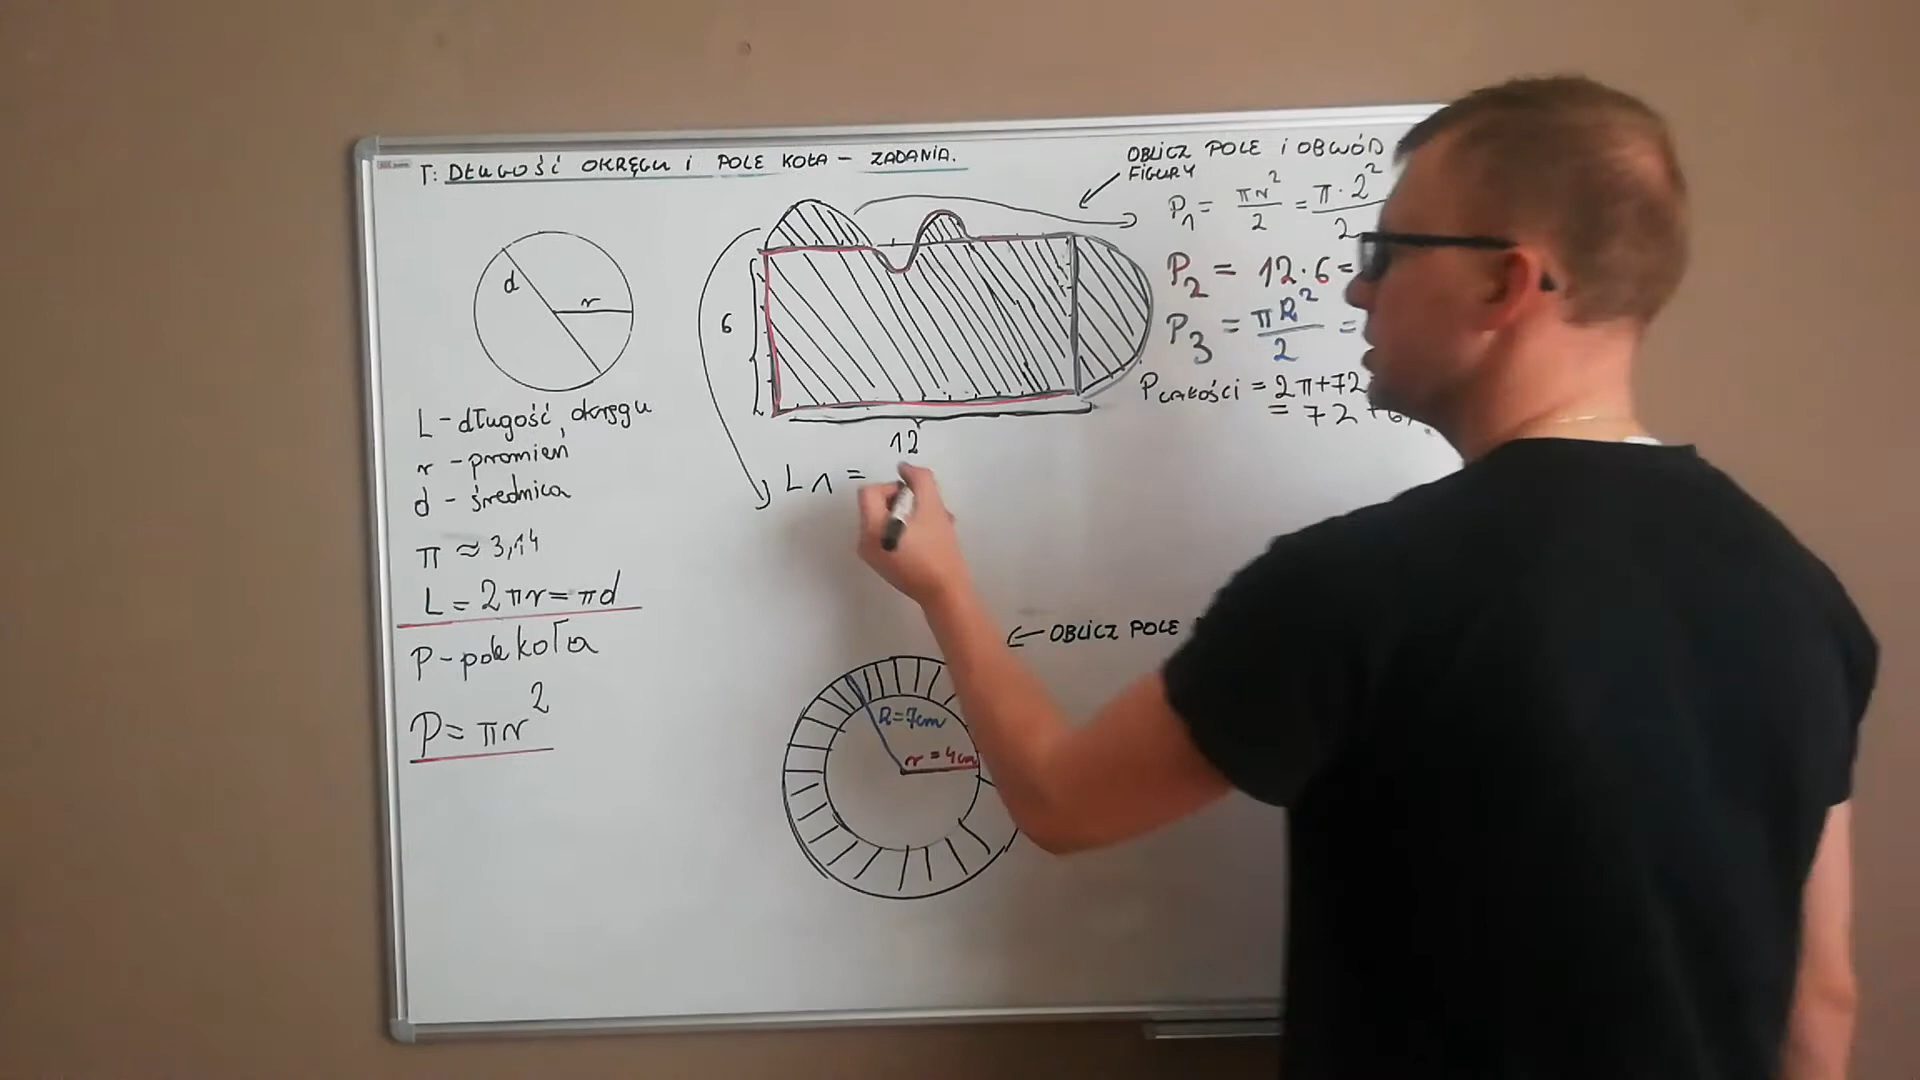 T: DŁUGOŚĆ OKRĘGU I POLE KOŁA – ZADANIA.
d
r
L - długość okręgu
r - promień
d - średnica
π ≈ 3,14
L = 2πr = πd
P - pole koła
P = πr²
6
12
L₁ =
OBLICZ POLE I OBWÓD
FIGURY
P₁ = πr²/2 = π·2²/2
P₂ = 12·6 =
P₃ = πR²/2 =
P CAŁOŚCI = 2π+72
= 72 +
← OBLICZ POLE
R=7cm
r = 4cm